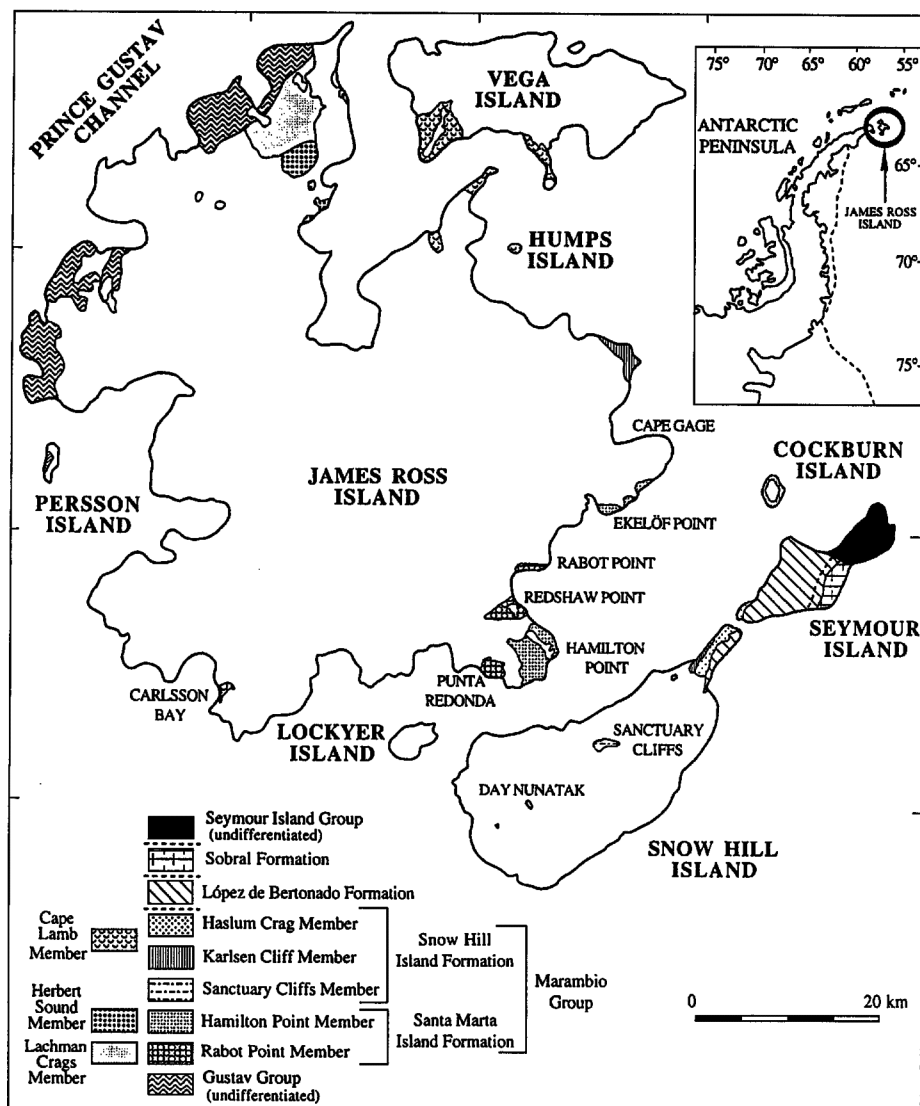 PRINCE GUSTAV
CHANNEL
VEGA
ISLAND
75° 70° 65° 60° 55°
ANTARCTIC
PENINSULA
65°
JAMES ROSS
ISLAND
70°
75°
HUMPS
ISLAND
CAPE GAGE
COCKBURN
ISLAND
JAMES ROSS
ISLAND
PERSSON
ISLAND
EKELÖF POINT
RABOT POINT
REDSHAW POINT
SEYMOUR
ISLAND
HAMILTON
POINT
PUNTA
REDONDA
CARLSSON
BAY
LOCKYER
ISLAND
SANCTUARY
CLIFFS
DAY NUNATAK
SNOW HILL
ISLAND
Seymour Island Group
(undifferentiated)
Sobral Formation
López de Bertonado Formation
Cape
Lamb
Member
Haslum Crag Member
Karlsen Cliff Member
Sanctuary Cliffs Member
Snow Hill
Island Formation
Herbert
Sound
Member
Hamilton Point Member
Lachman
Crags
Member
Rabot Point Member
Santa Marta
Island Formation
Marambio
Group
Gustav Group
(undifferentiated)
0 20 km